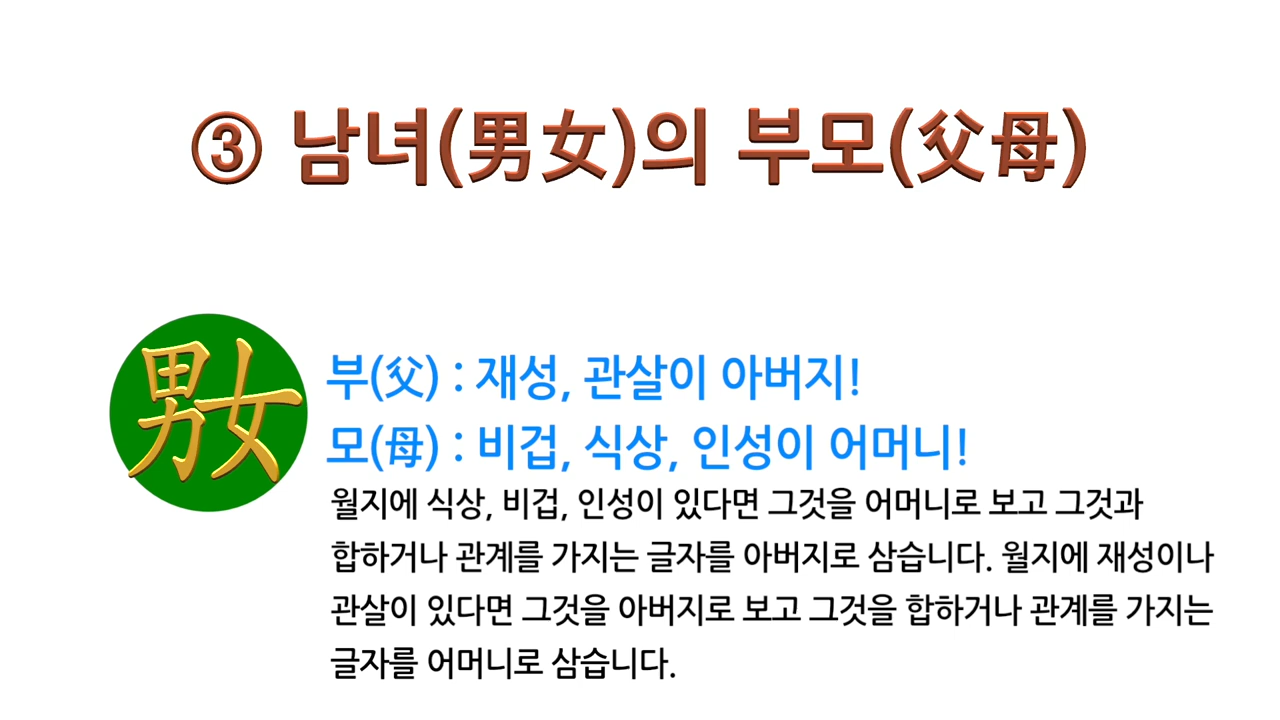 ③ 남녀(男女)의 부모(父母)
男女
부(父) : 재성, 관살이 아버지!
모(母) : 비겁, 식상, 인성이 어머니!
월지에 식상, 비겁, 인성이 있다면 그것을 어머니로 보고 그것과
합하거나 관계를 가지는 글자를 아버지로 삼습니다. 월지에 재성이나
관살이 있다면 그것을 아버지로 보고 그것을 합하거나 관계를 가지는
글자를 어머니로 삼습니다.